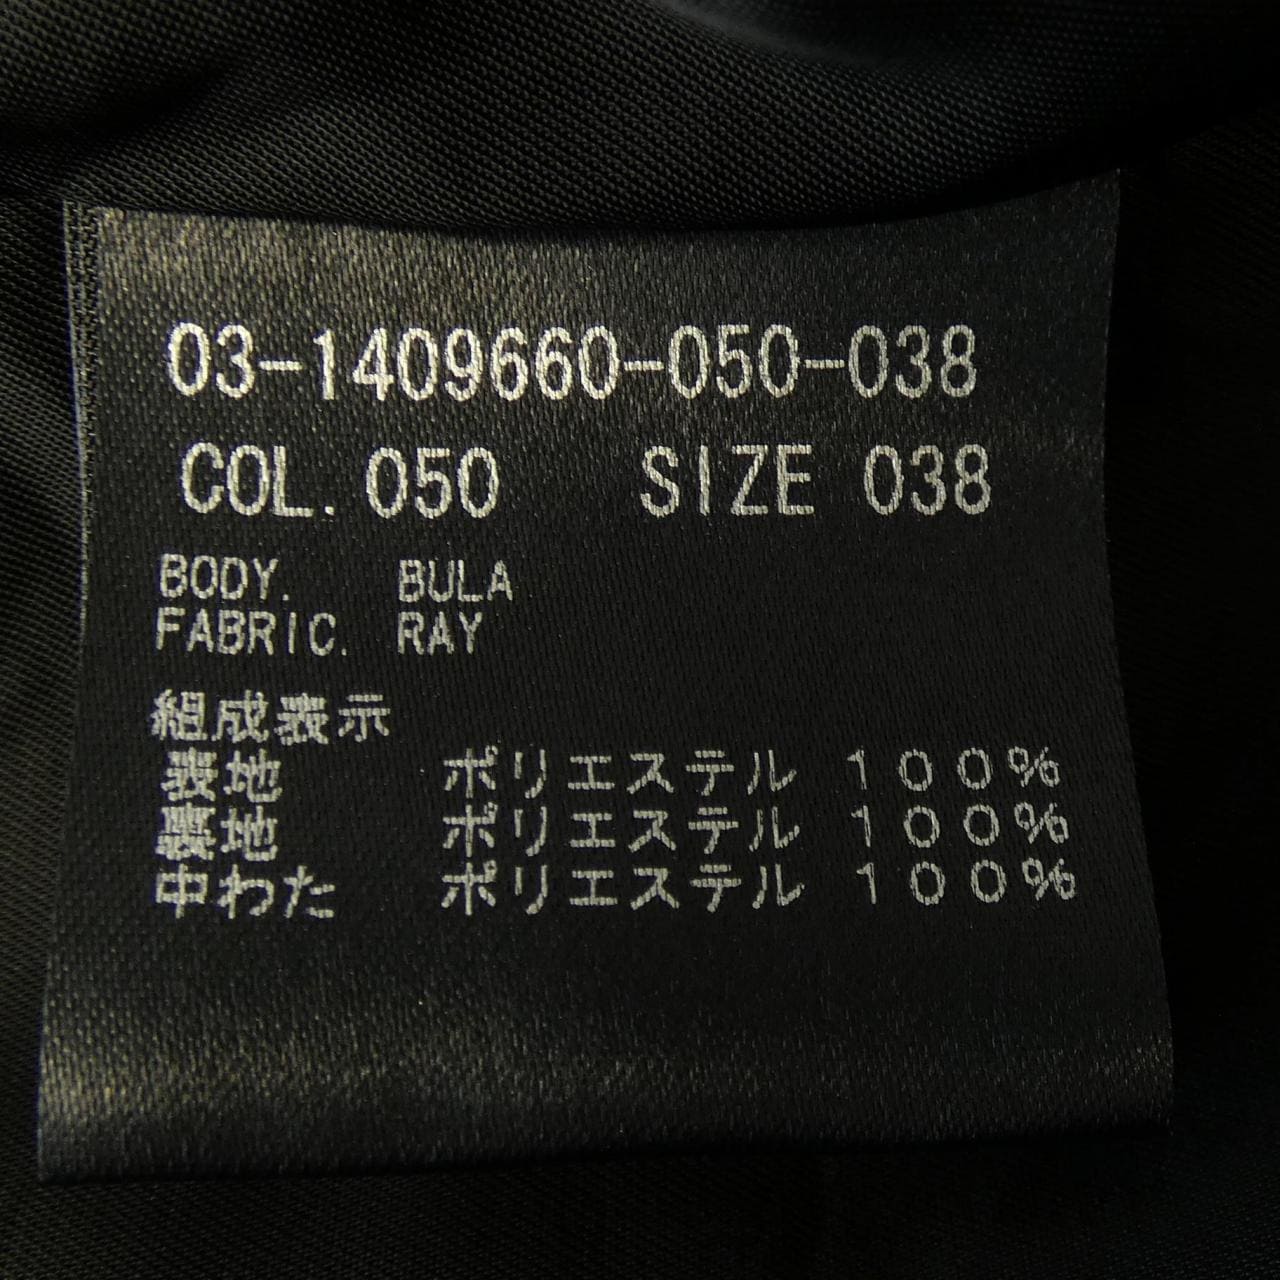 03-1409660-050-038
COL. 050 SIZE 038
BODY. BULA
FABRIC. RAY
組成表示
表地 ポリエステル 100%
裏地 ポリエステル 100%
中わた ポリエステル 100%